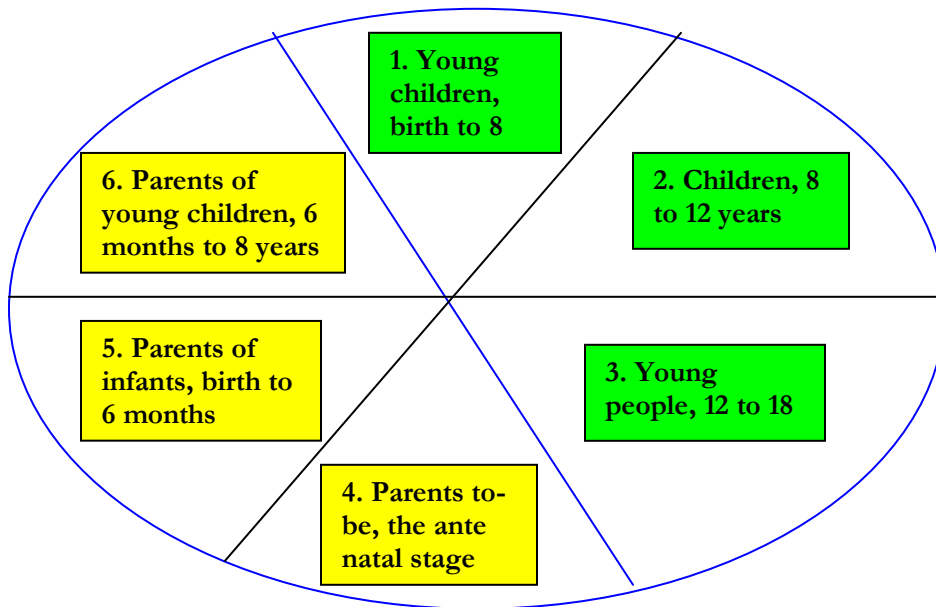 1. Young
children,
birth to 8
2. Children, 8
to 12 years
3. Young
people, 12 to 18
4. Parents to-
be, the ante
natal stage
5. Parents of
infants, birth to
6 months
6. Parents of
young children, 6
months to 8 years